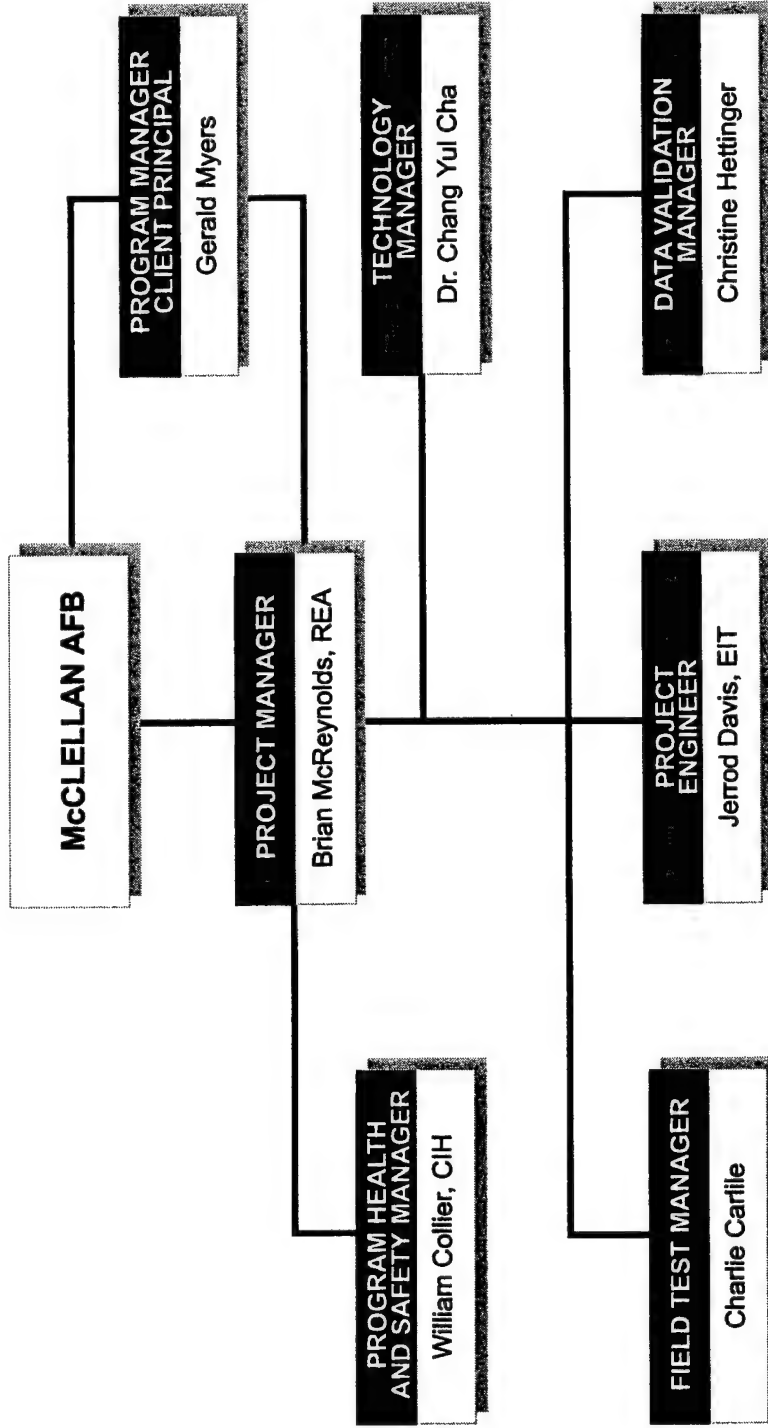 McCLELLAN AFB
PROGRAM MANAGER
CLIENT PRINCIPAL
Gerald Myers
PROJECT MANAGER
Brian McReynolds, REA
PROGRAM HEALTH
AND SAFETY MANAGER
William Collier, CIH
TECHNOLOGY
MANAGER
Dr. Chang Yul Cha
FIELD TEST MANAGER
Charlie Carlile
PROJECT
ENGINEER
Jerrod Davis, EIT
DATA VALIDATION
MANAGER
Christine Hettinger